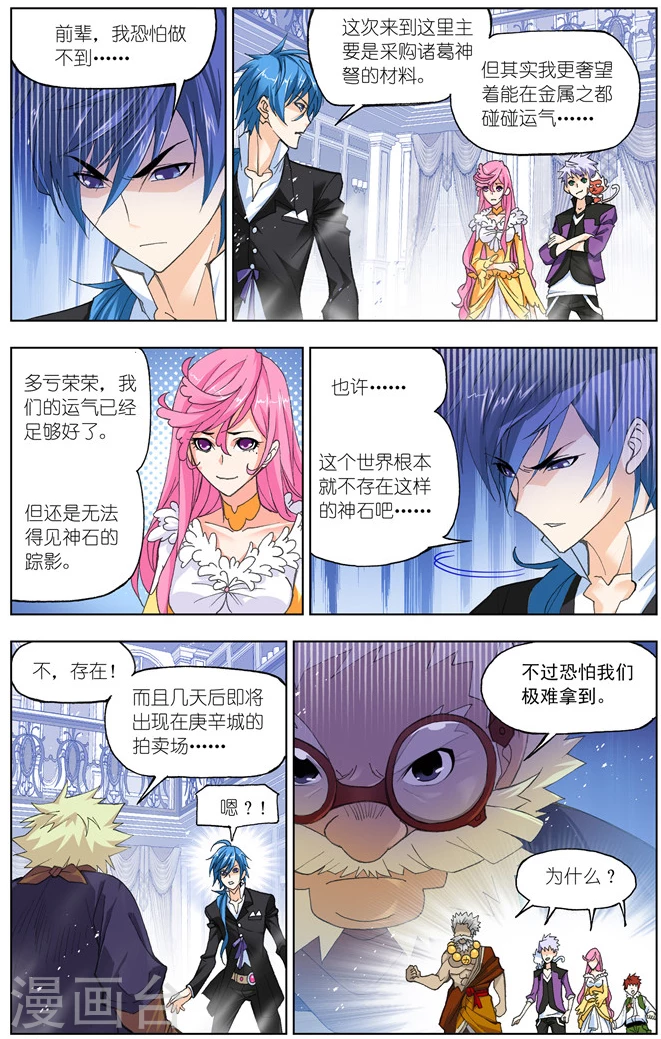 前辈，我恐怕做
不到······
这次来到这里主
要是采购诸葛神
弩的材料。
但其实我更奢望
着能在金属之都
碰碰运气······
多亏荣荣，我
们的运气已经
足够好了。
但还是无法
得见神石的
踪影。
也许······
这个世界根本
就不存在这样
的神石吧······
不，存在！
而且几天后即将
出现在庚辛城的
拍卖场······
嗯？！
不过恐怕我们
极难拿到。
为什么？
漫画台